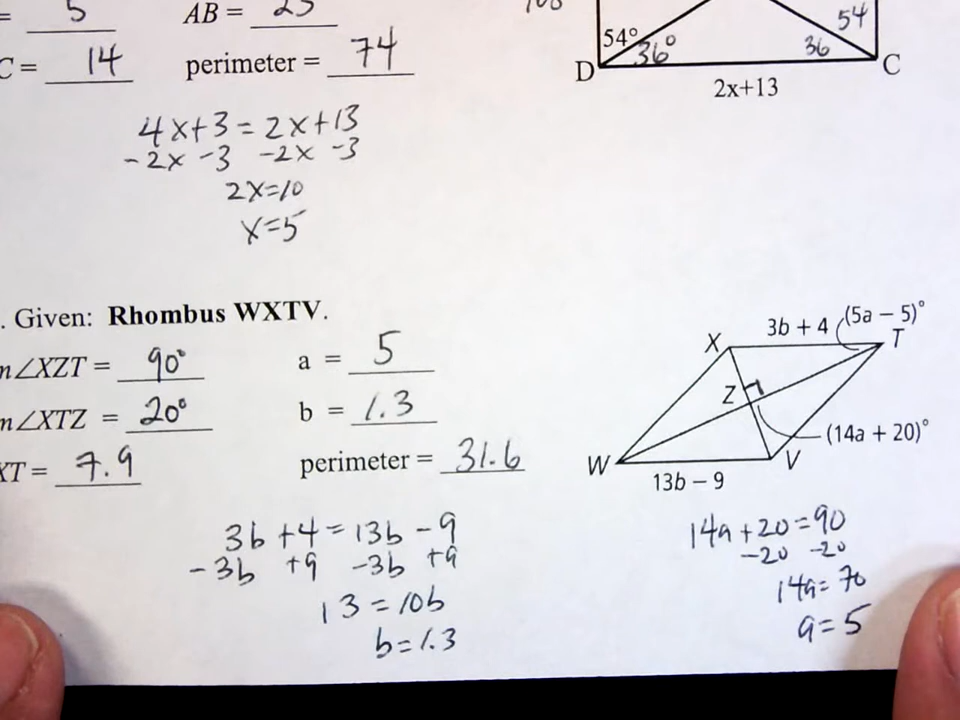 = 5 AB = 23
C = 14 perimeter = 74
54° 36° 36 54
D C
2x+13
4x+3 = 2x+13
-2x -3 -2x -3
2x=10
x=5
. Given: Rhombus WXTV.
m∠XZT = 90° a = 5
m∠XTZ = 20° b = 1.3
XT = 7.9 perimeter = 31.6
3b + 4 (5a − 5)°
X T
Z
(14a + 20)°
W V
13b − 9
3b +4 = 13b -9
-3b +9 -3b +9
13 = 10b
b=1.3
14a +20 = 90
-20 -20
14a= 70
a=5